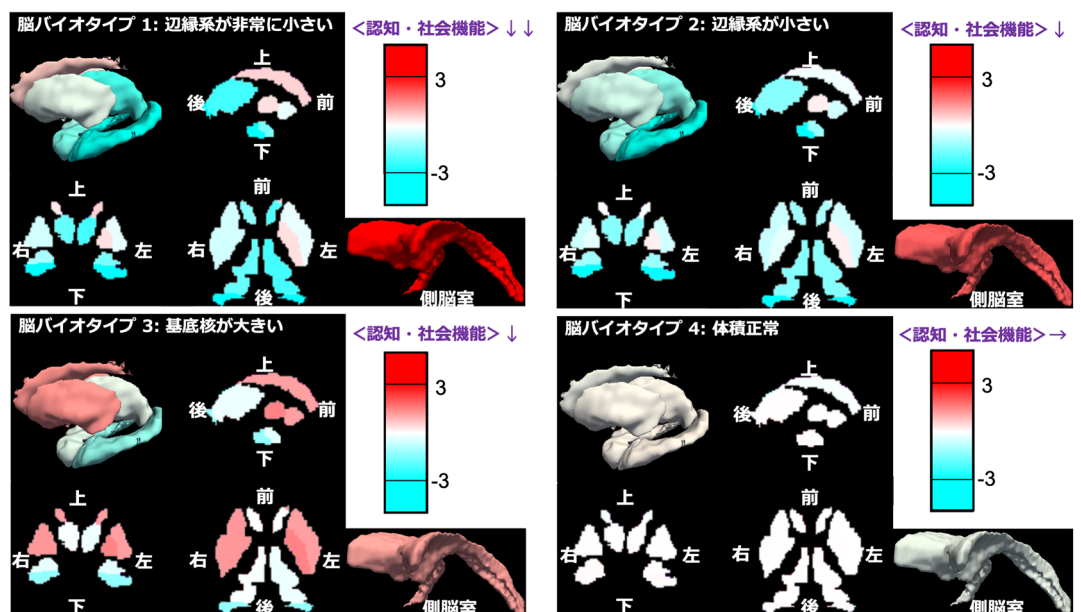 脳バイオタイプ 1: 辺縁系が非常に小さい
<認知・社会機能>↓↓
上
後
前
下
3
-3
上
右
左
下
前
右
左
後
側脳室
脳バイオタイプ 2: 辺縁系が小さい
<認知・社会機能>↓
上
後
前
下
3
-3
上
右
左
下
前
右
左
後
側脳室
脳バイオタイプ 3: 基底核が大きい
<認知・社会機能>↓
上
後
前
下
3
-3
上
右
左
下
前
右
左
後
側脳室
脳バイオタイプ 4: 体積正常
<認知・社会機能>→
上
後
前
下
3
-3
上
右
左
下
前
右
左
後
側脳室